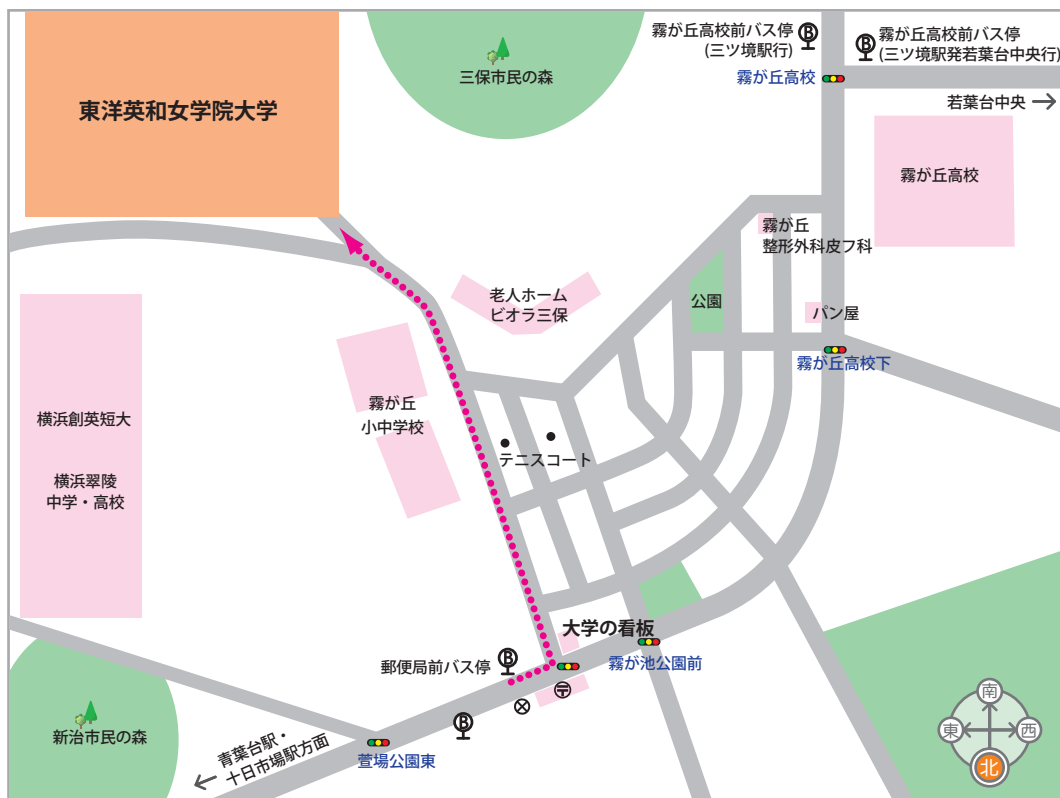 霧が丘高校前バス停
(三ツ境駅行)
B
B
霧が丘高校前バス停
(三ツ境駅発若葉台中央行)
三保市民の森
霧が丘高校
若葉台中央
東洋英和女学院大学
霧が丘高校
霧が丘
整形外科皮フ科
老人ホーム
ビオラ三保
公園
パン屋
霧が丘高校下
霧が丘
小中学校
横浜創英短大
横浜翠陵
中学・高校
テニスコート
大学の看板
郵便局前バス停
B
霧が池公園前
〒
B
新治市民の森
青葉台駅・
十日市場駅方面
萱場公園東
南
東
西
北